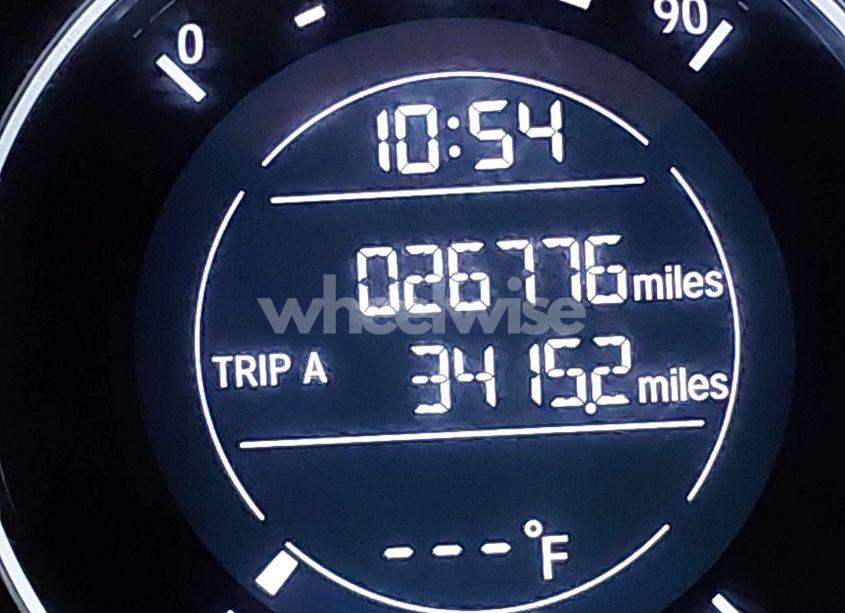 0
90
10:54
026776 miles
wheelwise
TRIP A 3415.2 miles
---°F